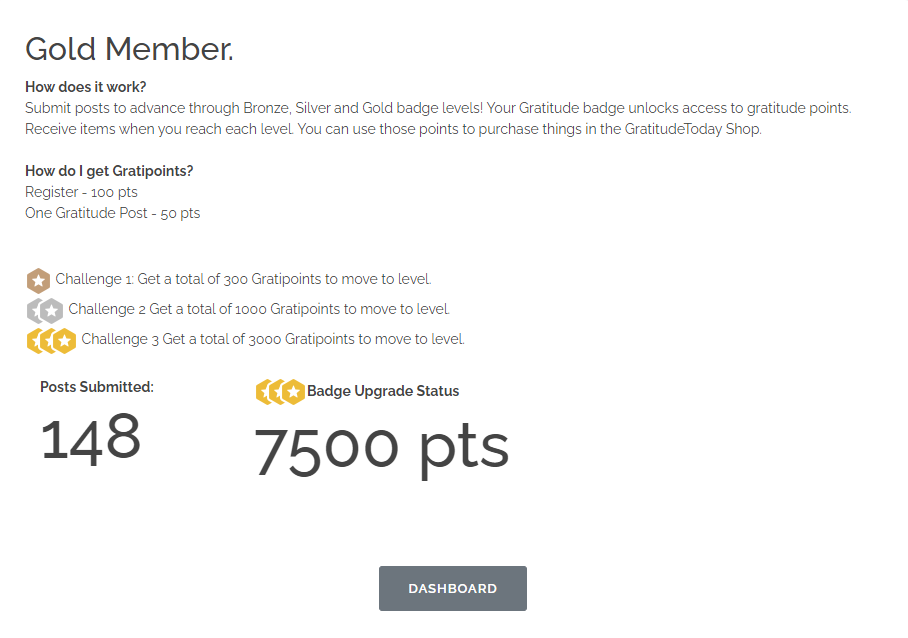 Gold Member.
How does it work?
Submit posts to advance through Bronze, Silver and Gold badge levels! Your Gratitude badge unlocks access to gratitude points.
Receive items when you reach each level. You can use those points to purchase things in the GratitudeToday Shop.
How do I get Gratipoints?
Register - 100 pts
One Gratitude Post - 50 pts
Challenge 1: Get a total of 300 Gratipoints to move to level.
Challenge 2 Get a total of 1000 Gratipoints to move to level.
Challenge 3 Get a total of 3000 Gratipoints to move to level.
Posts Submitted:
148
Badge Upgrade Status
7500 pts
DASHBOARD